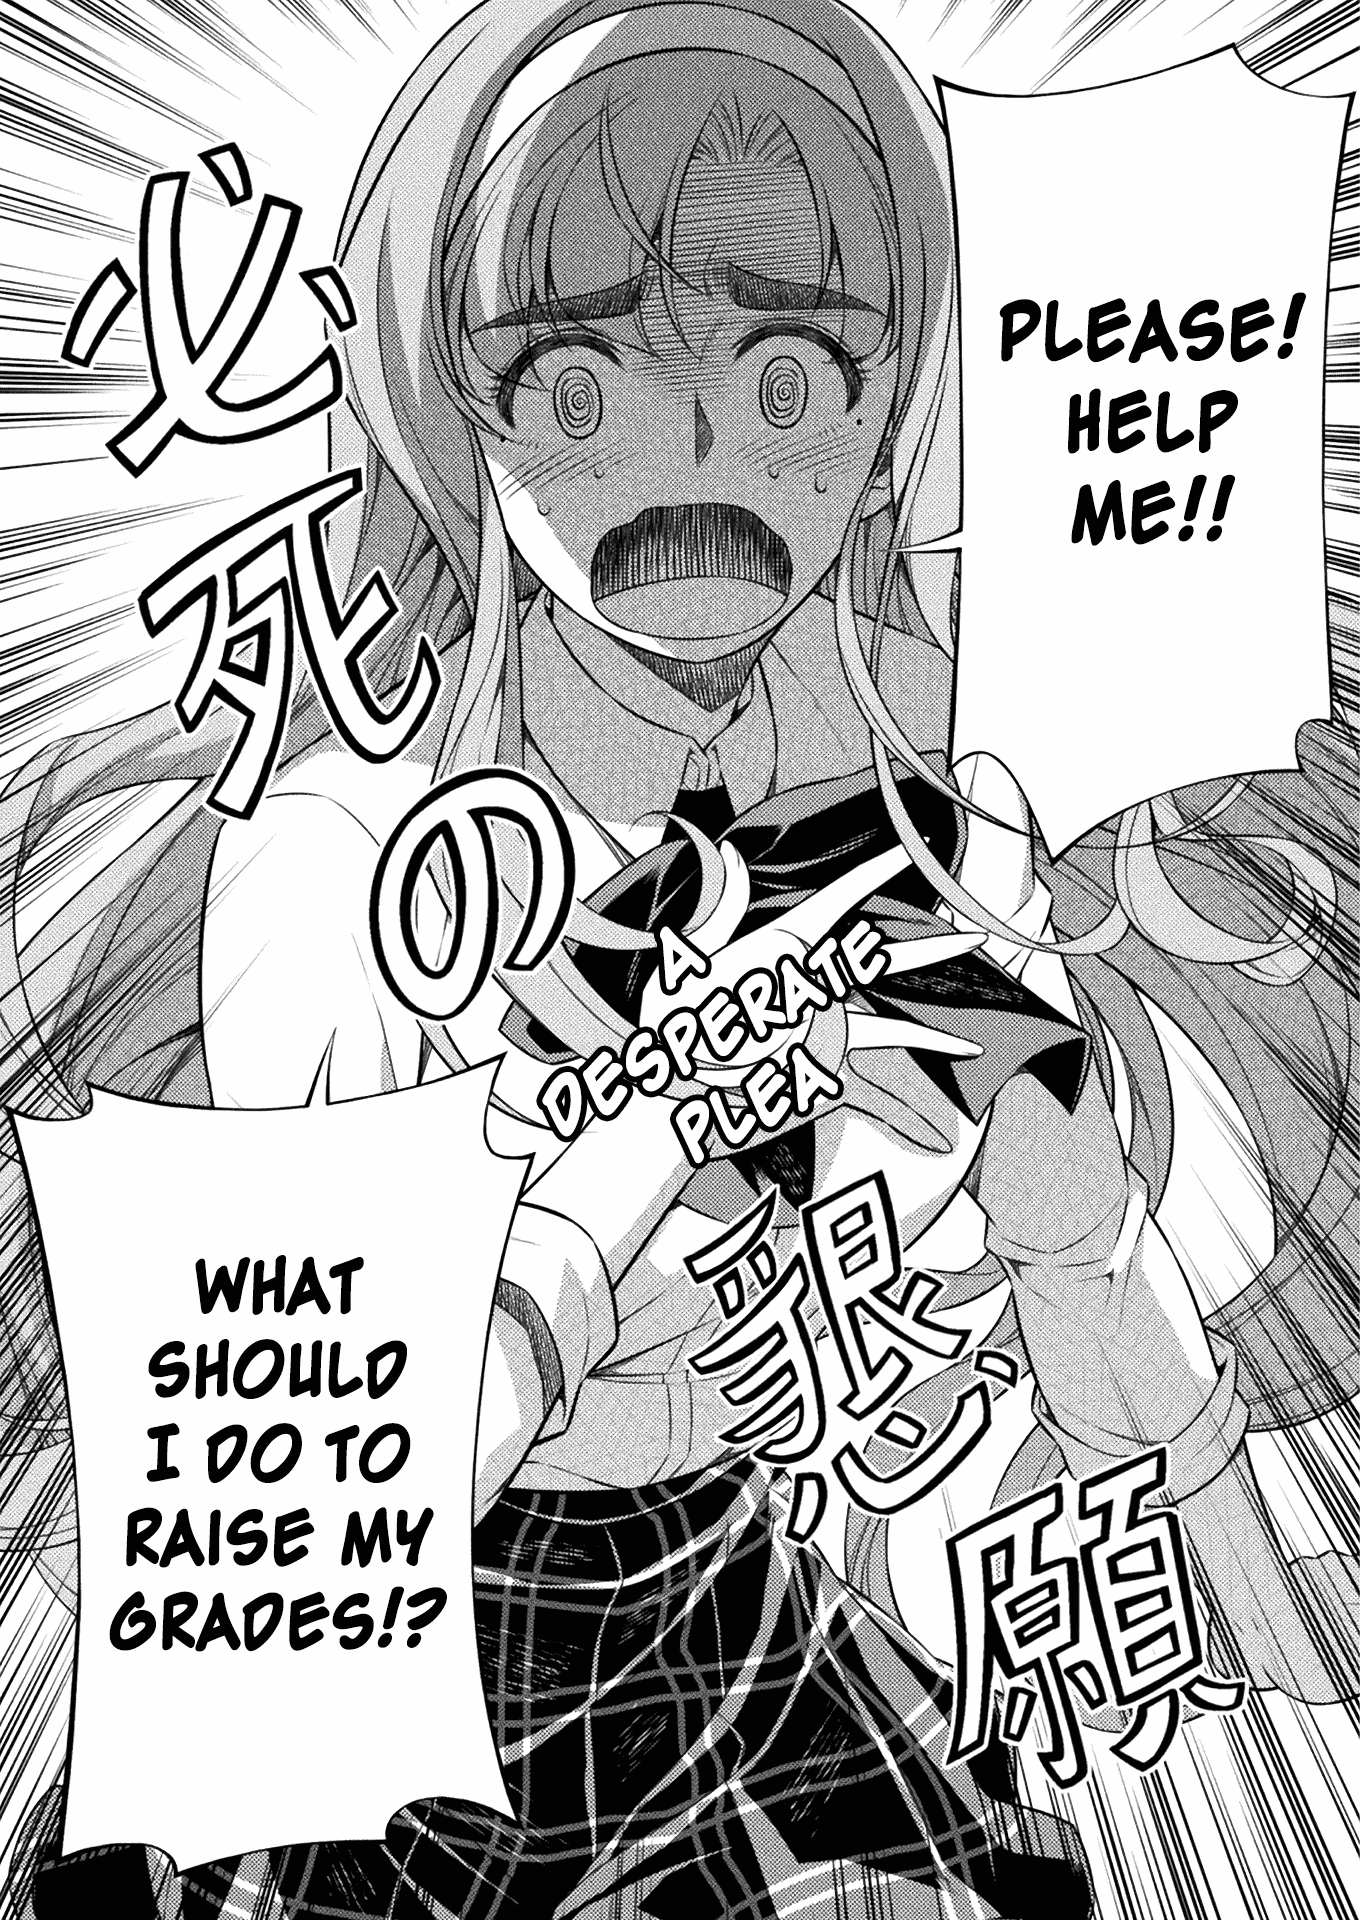 PLEASE!
HELP
ME!!
必死の
A
DESPERATE
PLEA
懇願
WHAT
SHOULD
I DO TO
RAISE MY
GRADES!?